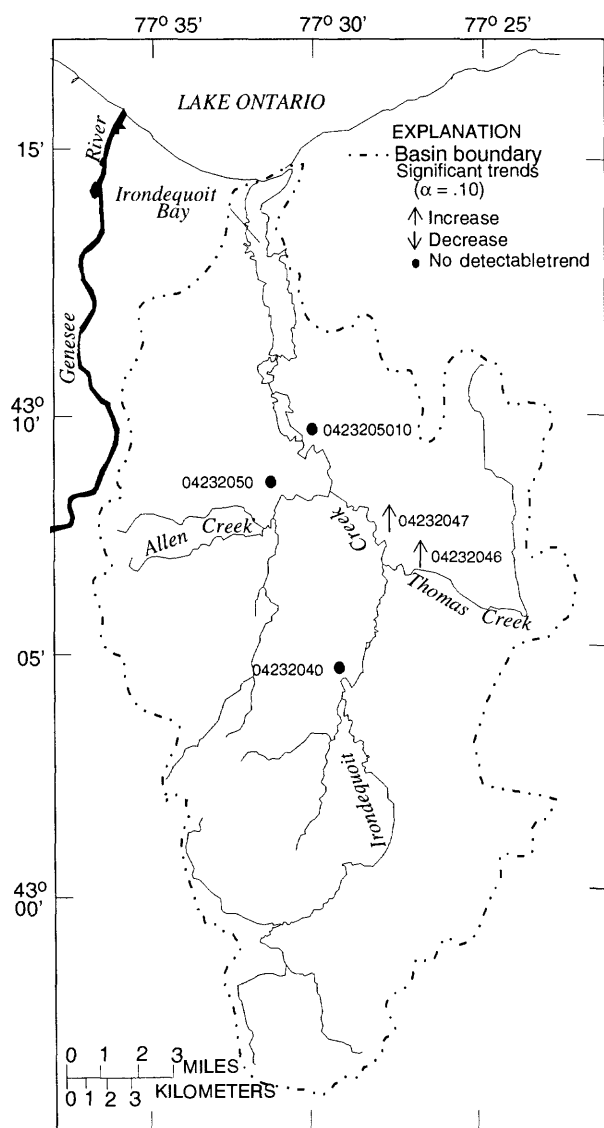 77° 35' 77° 30' 77° 25'
LAKE ONTARIO
EXPLANATION
Basin boundary
Significant trends
(α = .10)
Increase
Decrease
No detectabletrend
15'
River
Irondequoit
Bay
Genesee
43°
10'
0423205010
04232050
04232047
Creek
Allen Creek
04232046
Thomas Creek
05'
04232040
Irondequoit
43°
00'
0 1 2 3
MILES
KILOMETERS
0 1 2 3